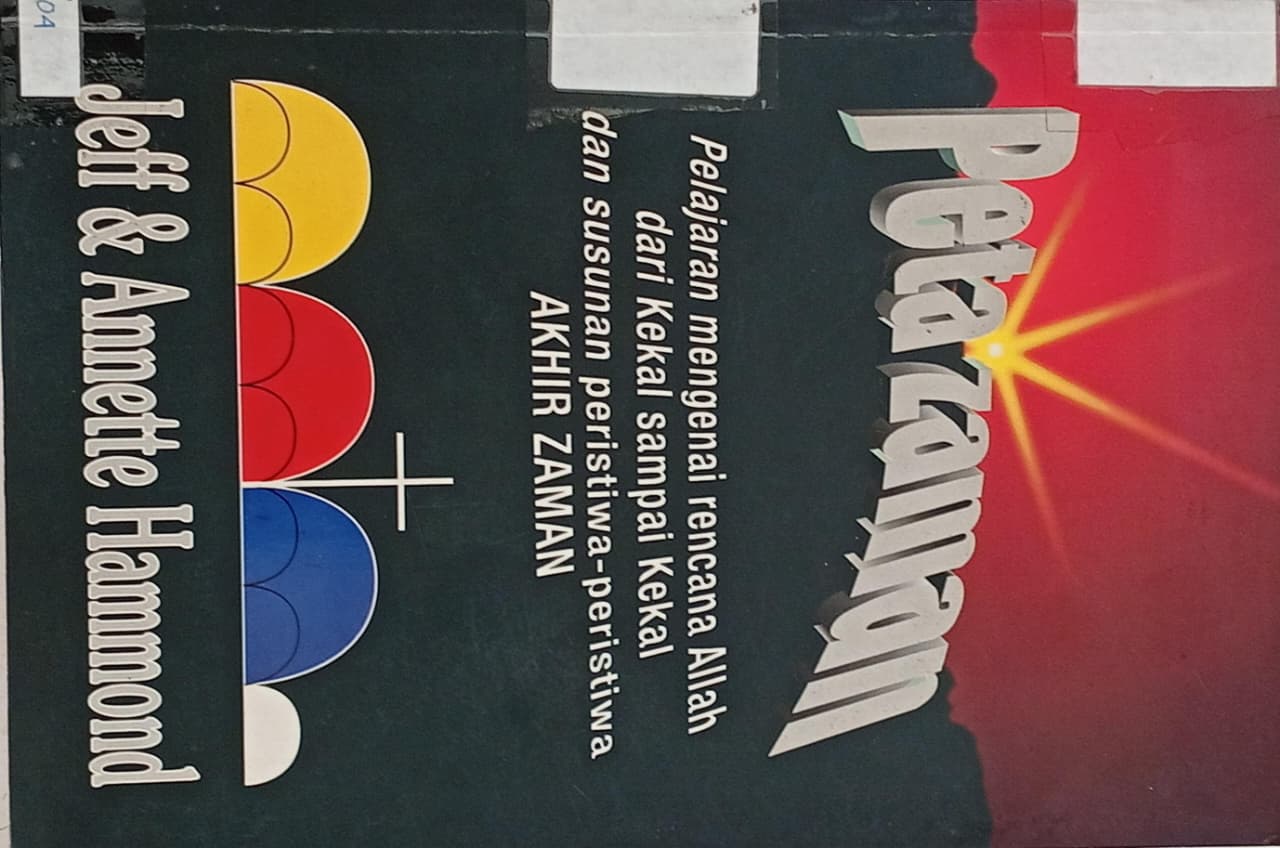 Peta Zaman
Pelajaran mengenai rencana Allah
dari Kekal sampai Kekal
dan susunan peristiwa-peristiwa
AKHIR ZAMAN
Jeff & Annette Hammond
04